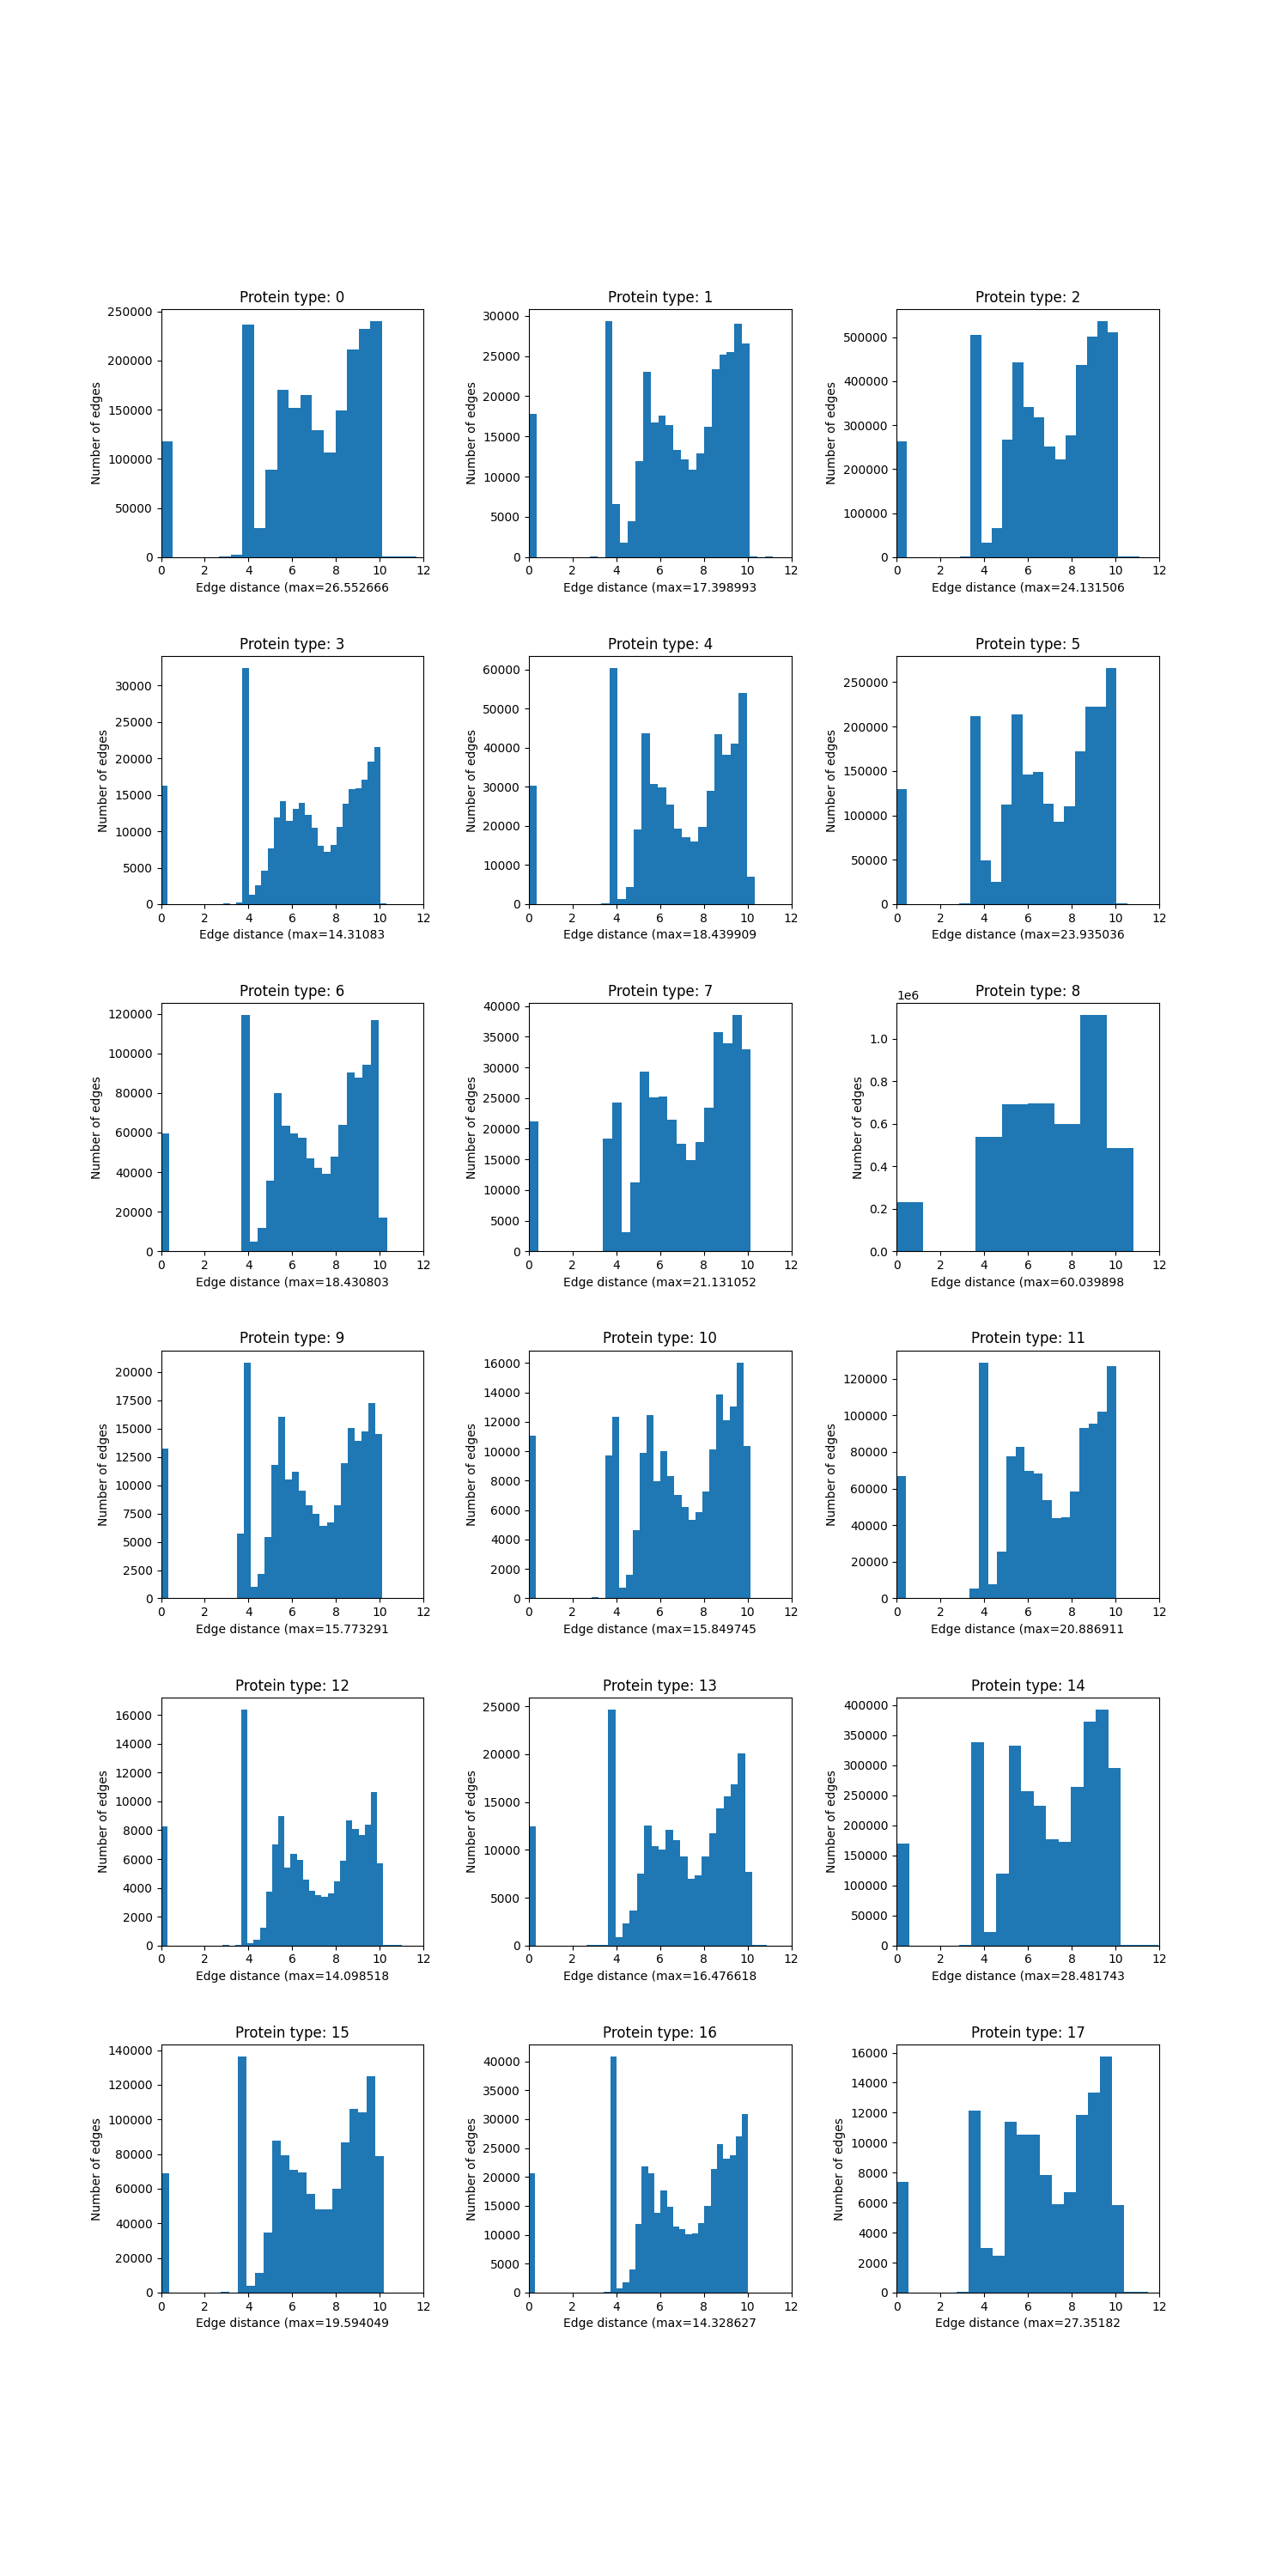 Protein type: 0
250000
200000
150000
100000
50000
0
Number of edges
0 2 4 6 8 10 12
Edge distance (max=26.552666
Protein type: 1
30000
25000
20000
15000
10000
5000
0
Number of edges
0 2 4 6 8 10 12
Edge distance (max=17.398993
Protein type: 2
500000
400000
300000
200000
100000
0
Number of edges
0 2 4 6 8 10 12
Edge distance (max=24.131506
Protein type: 3
30000
25000
20000
15000
10000
5000
0
Number of edges
0 2 4 6 8 10 12
Edge distance (max=14.31083
Protein type: 4
60000
50000
40000
30000
20000
10000
0
Number of edges
0 2 4 6 8 10 12
Edge distance (max=18.439909
Protein type: 5
250000
200000
150000
100000
50000
0
Number of edges
0 2 4 6 8 10 12
Edge distance (max=23.935036
Protein type: 6
120000
100000
80000
60000
40000
20000
0
Number of edges
0 2 4 6 8 10 12
Edge distance (max=18.430803
Protein type: 7
40000
35000
30000
25000
20000
15000
10000
5000
0
Number of edges
0 2 4 6 8 10 12
Edge distance (max=21.131052
Protein type: 8
1e6
1.0
0.8
0.6
0.4
0.2
0.0
Number of edges
0 2 4 6 8 10 12
Edge distance (max=60.039898
Protein type: 9
20000
17500
15000
12500
10000
7500
5000
2500
0
Number of edges
0 2 4 6 8 10 12
Edge distance (max=15.773291
Protein type: 10
16000
14000
12000
10000
8000
6000
4000
2000
0
Number of edges
0 2 4 6 8 10 12
Edge distance (max=15.849745
Protein type: 11
120000
100000
80000
60000
40000
20000
0
Number of edges
0 2 4 6 8 10 12
Edge distance (max=20.886911
Protein type: 12
16000
14000
12000
10000
8000
6000
4000
2000
0
Number of edges
0 2 4 6 8 10 12
Edge distance (max=14.098518
Protein type: 13
25000
20000
15000
10000
5000
0
Number of edges
0 2 4 6 8 10 12
Edge distance (max=16.476618
Protein type: 14
400000
350000
300000
250000
200000
150000
100000
50000
0
Number of edges
0 2 4 6 8 10 12
Edge distance (max=28.481743
Protein type: 15
140000
120000
100000
80000
60000
40000
20000
0
Number of edges
0 2 4 6 8 10 12
Edge distance (max=19.594049
Protein type: 16
40000
35000
30000
25000
20000
15000
10000
5000
0
Number of edges
0 2 4 6 8 10 12
Edge distance (max=14.328627
Protein type: 17
16000
14000
12000
10000
8000
6000
4000
2000
0
Number of edges
0 2 4 6 8 10 12
Edge distance (max=27.35182